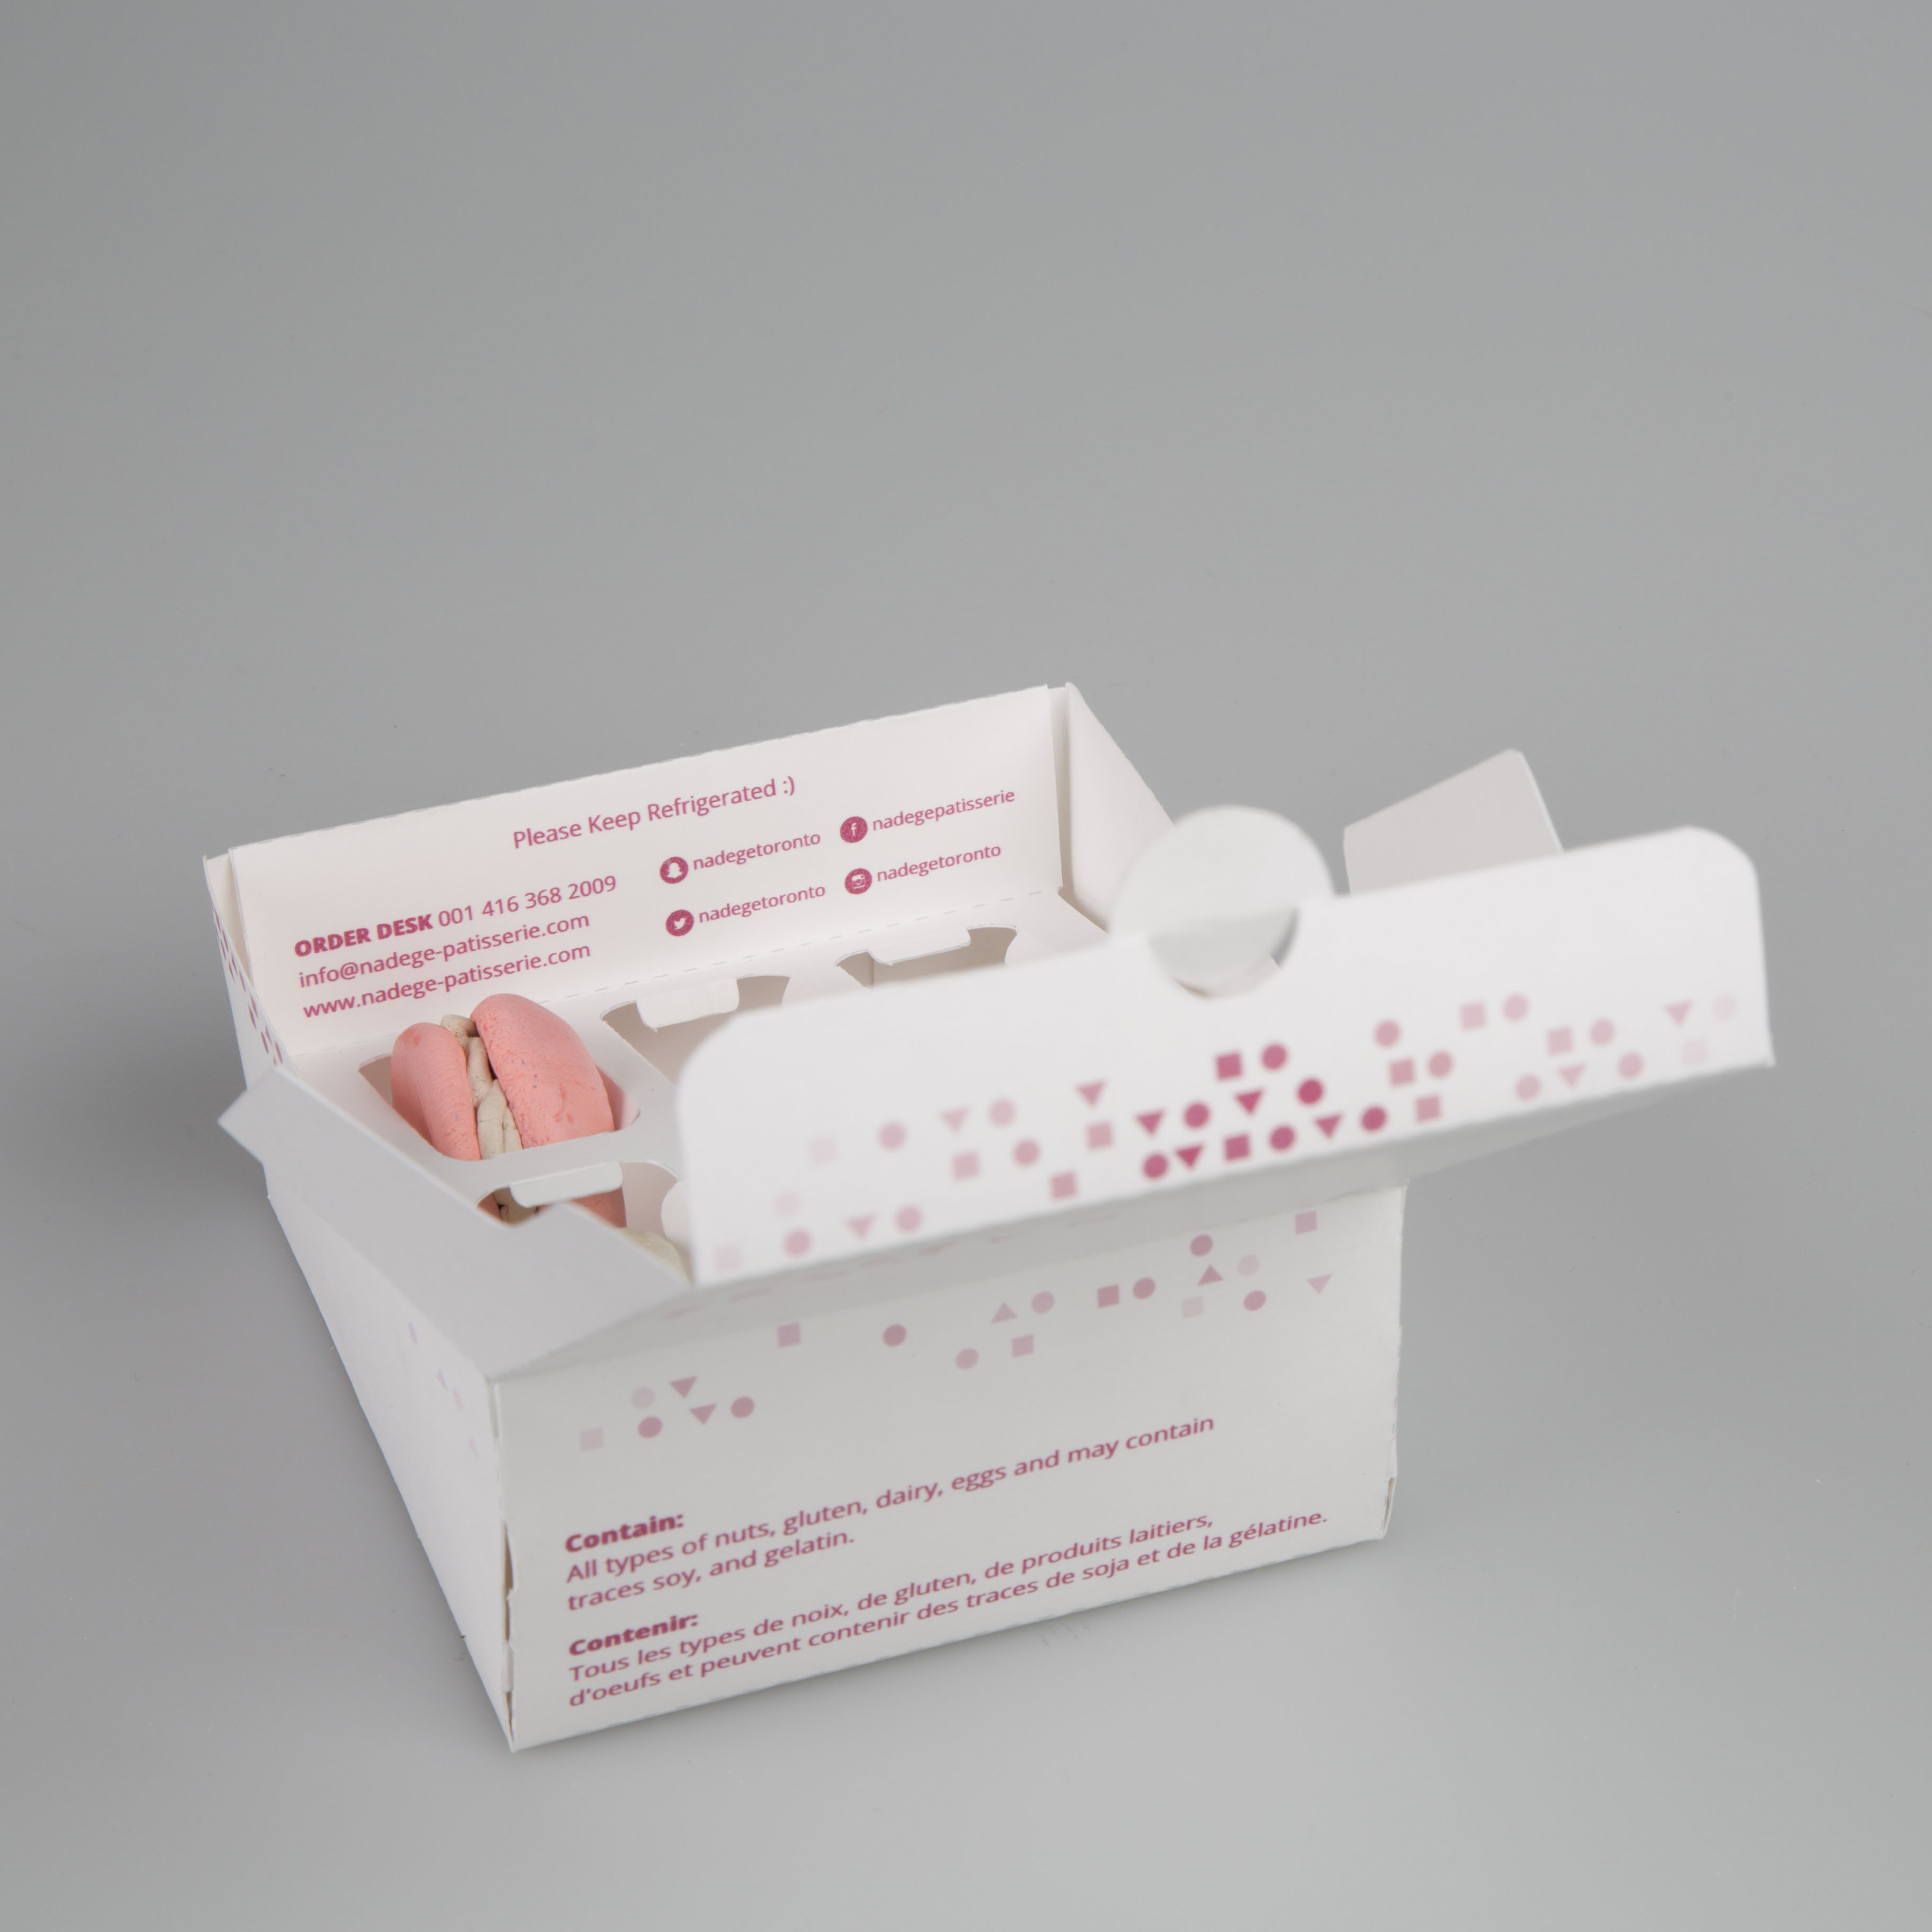 Please Keep Refrigerated :)
ORDER DESK 001 416 368 2009
info@nadege-patisserie.com
www.nadege-patisserie.com
nadegetoronto
nadegepatisserie
nadegetoronto
nadegetoronto
Contain:
All types of nuts, gluten, dairy, eggs and may contain
traces soy, and gelatin.
Contenir:
Tous les types de noix, de gluten, de produits laitiers,
d'oeufs et peuvent contenir des traces de soja et de la gélatine.